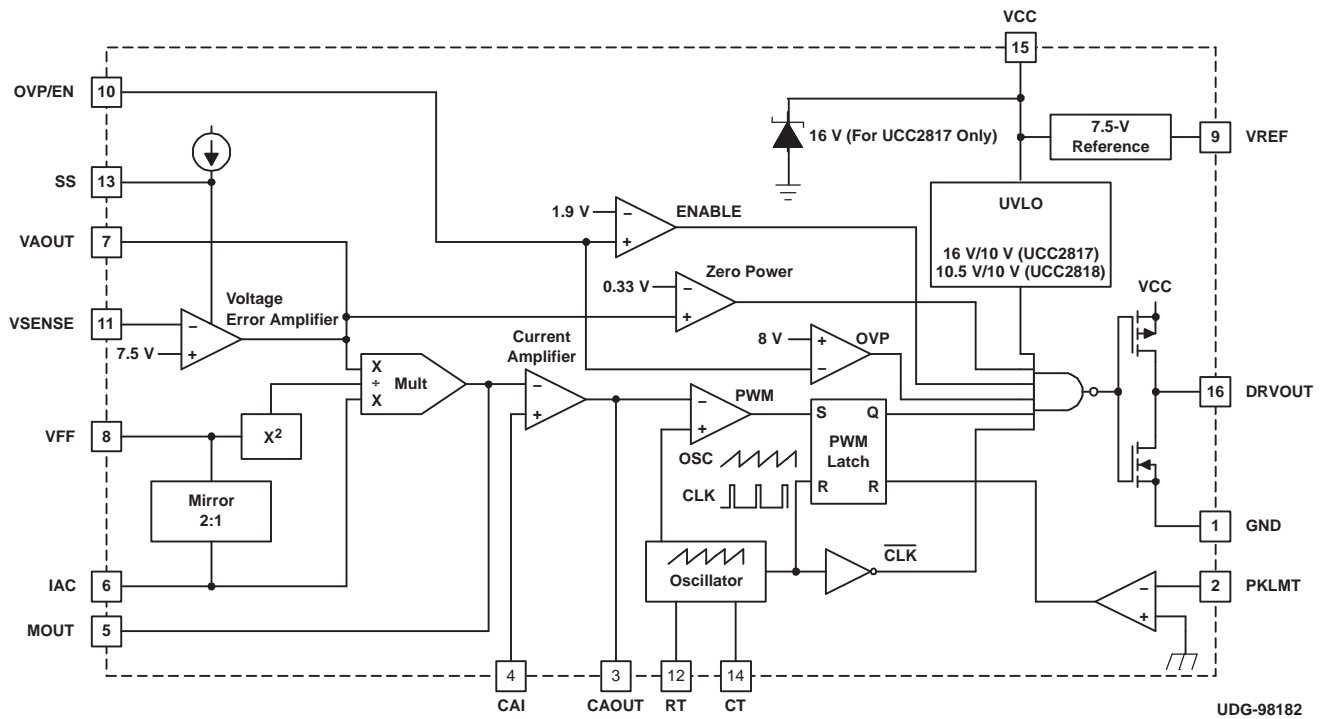 VCC
15
OVP/EN
10
16 V (For UCC2817 Only)
7.5-V
Reference
9
VREF
SS
13
UVLO
16 V/10 V (UCC2817)
10.5 V/10 V (UCC2818)
1.9 V
−
+
ENABLE
VAOUT
7
Zero Power
0.33 V
−
+
VCC
Voltage
Error Amplifier
VSENSE
11
−
7.5 V
+
Current
Amplifier
8 V
+
OVP
−
X
÷
X
Mult
−
+
−
PWM
+
16
DRVOUT
S
Q
PWM
Latch
R
R
VFF
8
X2
OSC
CLK
Mirror
2:1
1
GND
CLK
Oscillator
IAC
6
−
+
2
PKLMT
MOUT
5
4
3
12
14
CAI
CAOUT
RT
CT
UDG-98182